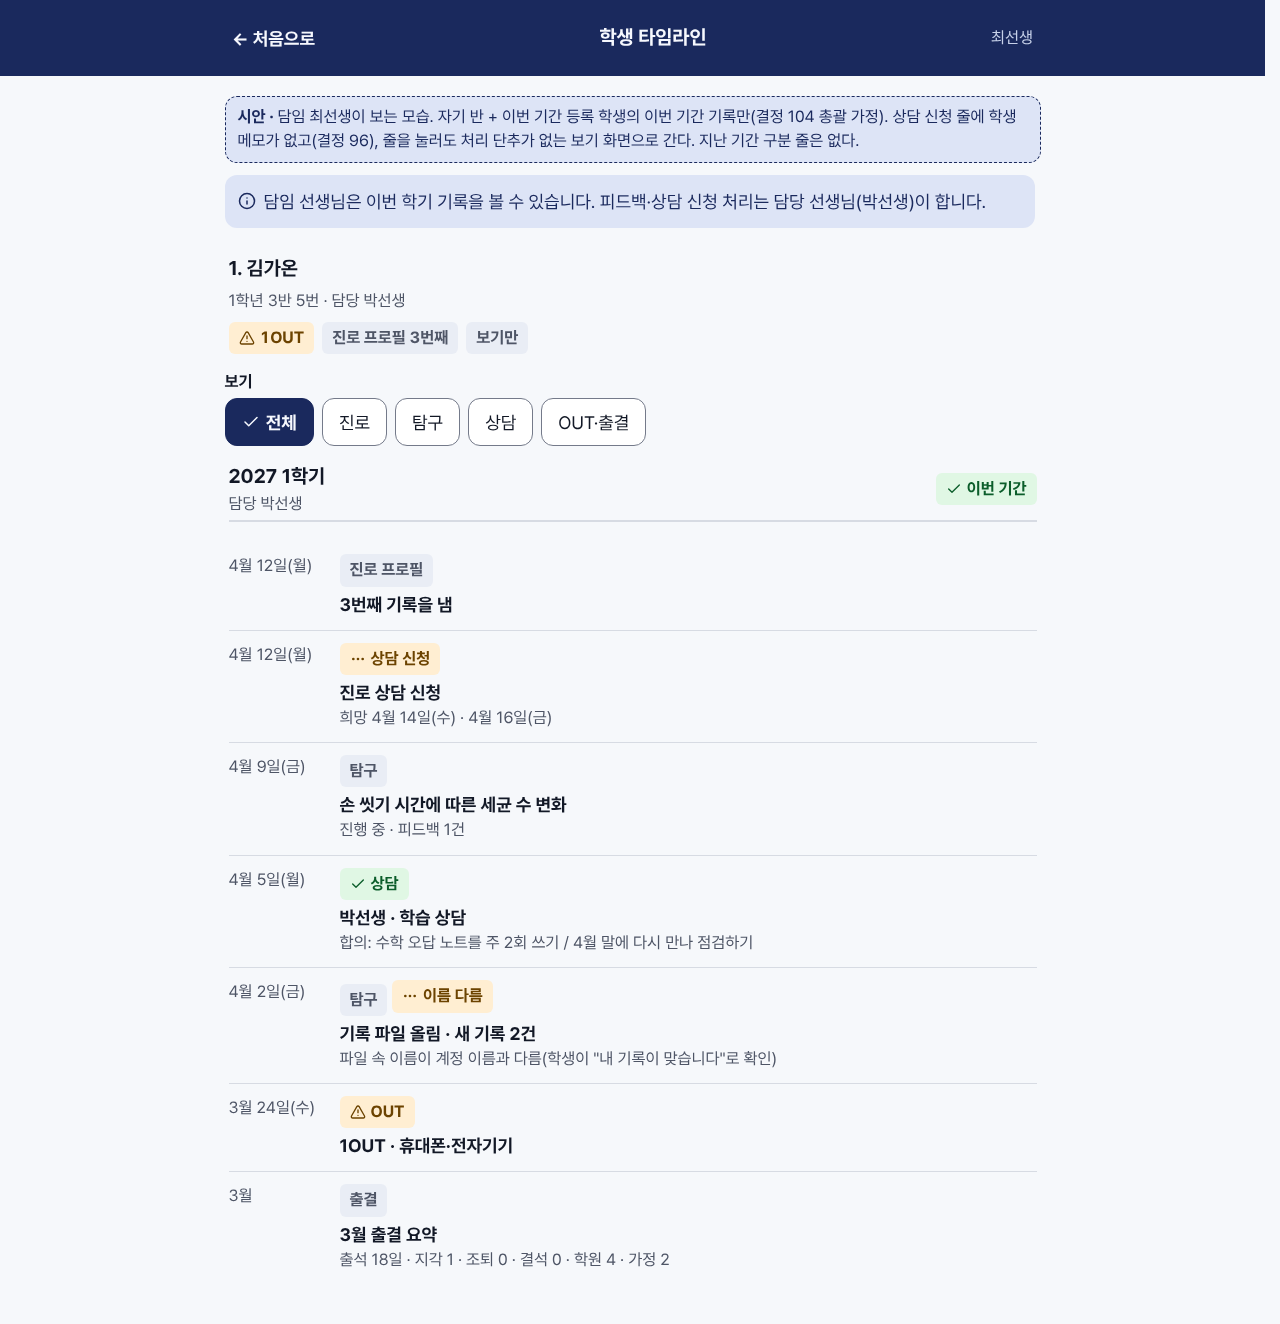 ← 처음으로
학생 타임라인
최선생
시안 · 담임 최선생이 보는 모습. 자기 반 + 이번 기간 등록 학생의 이번 기간 기록만(결정 104 총괄 가정). 상담 신청 줄에 학생
메모가 없고(결정 96), 줄을 눌러도 처리 단추가 없는 보기 화면으로 간다. 지난 기간 구분 줄은 없다.
담임 선생님은 이번 학기 기록을 볼 수 있습니다. 피드백·상담 신청 처리는 담당 선생님(박선생)이 합니다.
1. 김가온
1학년 3반 5번 · 담당 박선생
1OUT
진로 프로필 3번째
보기만
보기
전체
진로
탐구
상담
OUT·출결
2027 1학기
담당 박선생
이번 기간
4월 12일(월)
진로 프로필
3번째 기록을 냄
4월 12일(월)
··· 상담 신청
진로 상담 신청
희망 4월 14일(수) · 4월 16일(금)
4월 9일(금)
탐구
손 씻기 시간에 따른 세균 수 변화
진행 중 · 피드백 1건
4월 5일(월)
상담
박선생 · 학습 상담
합의: 수학 오답 노트를 주 2회 쓰기 / 4월 말에 다시 만나 점검하기
4월 2일(금)
탐구
··· 이름 다름
기록 파일 올림 · 새 기록 2건
파일 속 이름이 계정 이름과 다름(학생이 "내 기록이 맞습니다"로 확인)
3월 24일(수)
OUT
1OUT · 휴대폰·전자기기
3월
출결
3월 출결 요약
출석 18일 · 지각 1 · 조퇴 0 · 결석 0 · 학원 4 · 가정 2